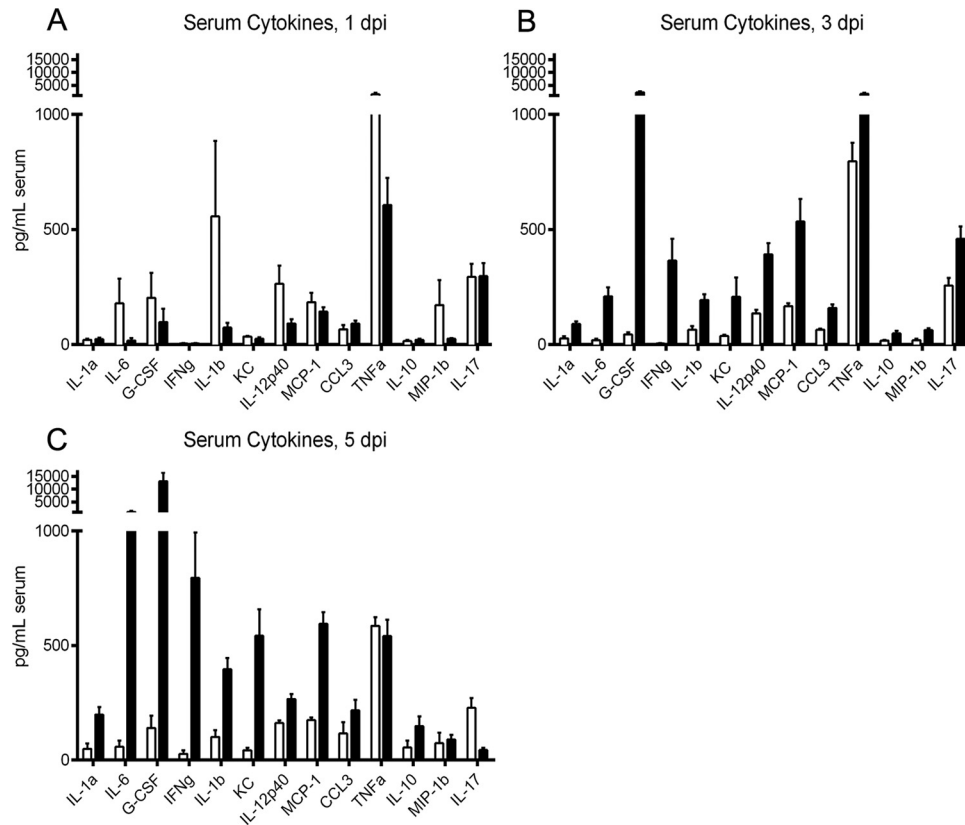 A
Serum Cytokines, 1 dpi
15000
10000
5000
1000
500
0
pg/mL serum
IL-1a
IL-6
G-CSF
IFNg
IL-1b
KC
IL-12p40
MCP-1
CCL3
TNFa
IL-10
MIP-1b
IL-17
B
Serum Cytokines, 3 dpi
15000
10000
5000
1000
500
0
IL-1a
IL-6
G-CSF
IFNg
IL-1b
KC
IL-12p40
MCP-1
CCL3
TNFa
IL-10
MIP-1b
IL-17
C
Serum Cytokines, 5 dpi
15000
10000
5000
1000
500
0
pg/mL serum
IL-1a
IL-6
G-CSF
IFNg
IL-1b
KC
IL-12p40
MCP-1
CCL3
TNFa
IL-10
MIP-1b
IL-17